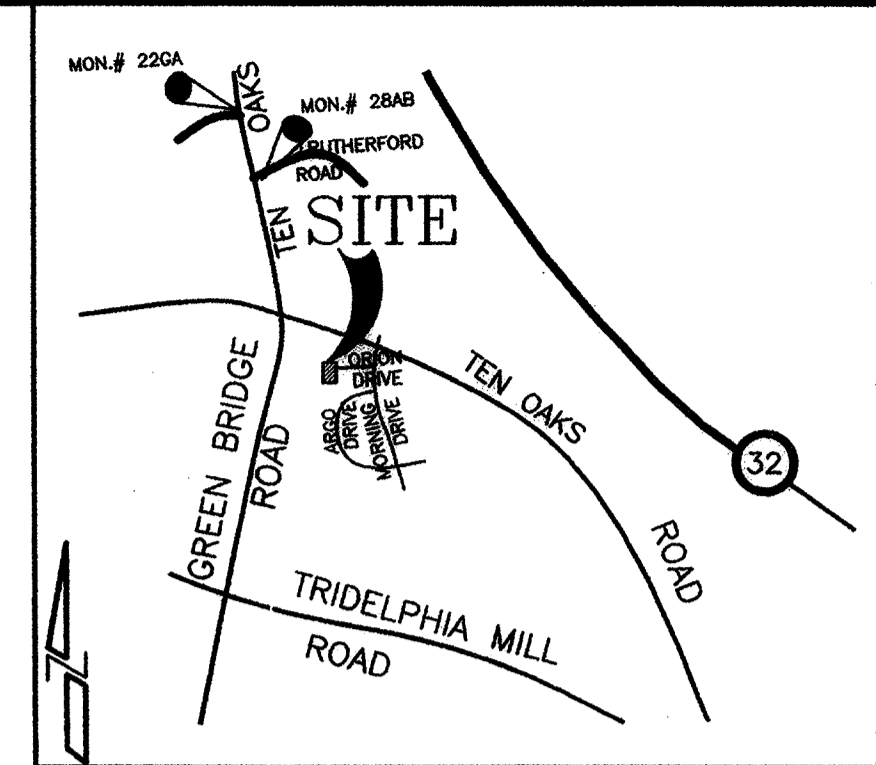 MON.# 22GA
OAKS
MON.# 28AB
RUTHERFORD
ROAD
TEN
SITE
ORION
DRIVE
TEN OAKS
ROAD
GREEN BRIDGE
ROAD
ARGO
DRIVE
MORNING
DRIVE
32
TRIDELPHIA MILL
ROAD
N